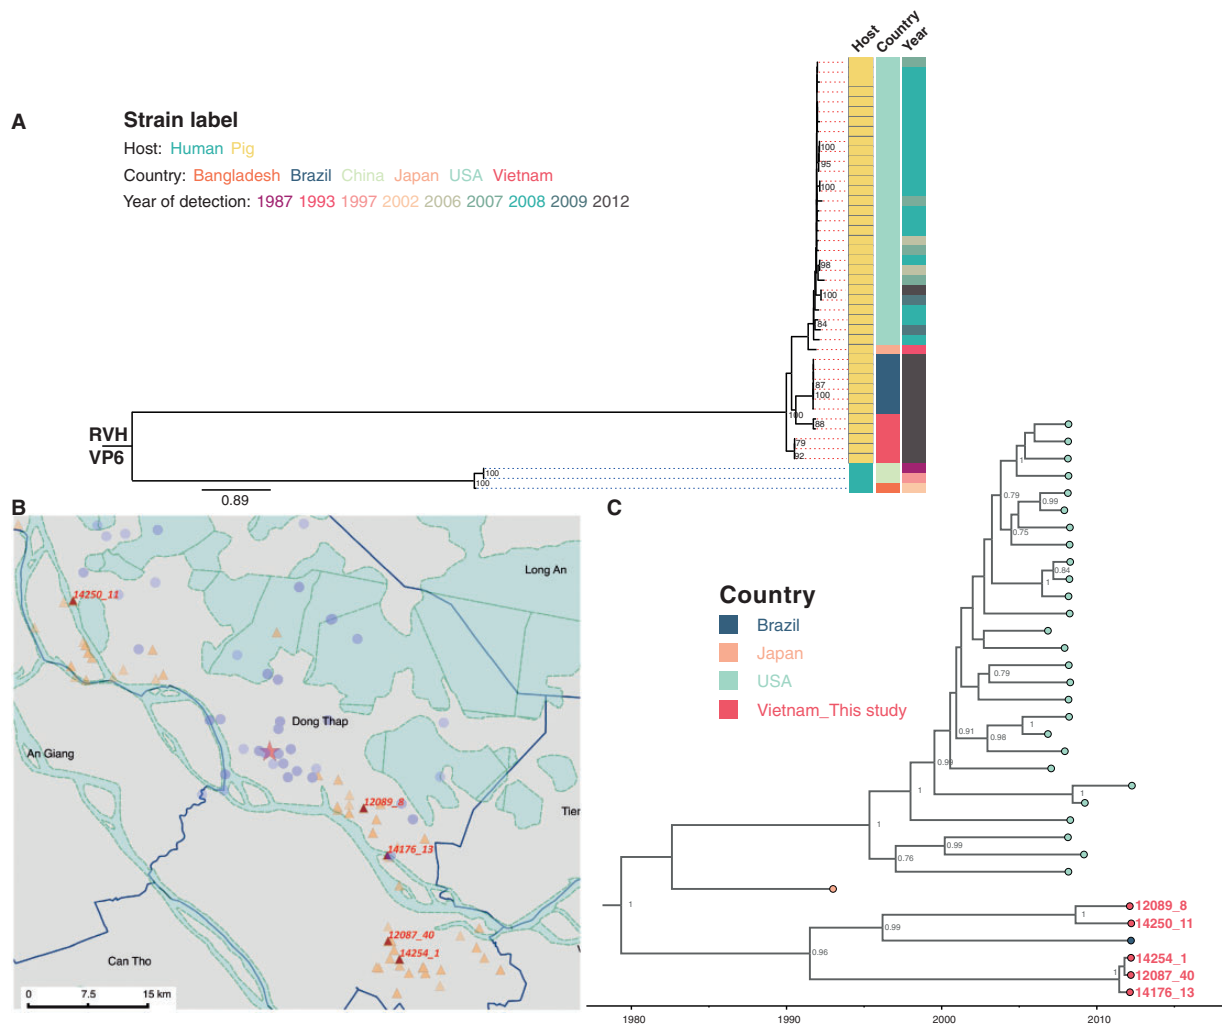 Host
Country
Year
A
Strain label
Host: Human Pig
Country: Bangladesh Brazil China Japan USA Vietnam
Year of detection: 1987 1993 1997 2002 2006 2007 2008 2009 2012
100
95
100
98
100
84
87
100
100
88
79
92
RVH
VP6
100
100
0.89
B
Long An
14250_11
Dong Thap
An Giang
12089_8
Tien
14176_13
12087_40
14254_1
Can Tho
0 7.5 15 km
C
Country
Brazil
Japan
USA
Vietnam_This study
1
0.79
0.99
0.75
0.84
1
0.79
1
0.91
0.98
0.99
1
1
1
0.99
0.76
12089_8
1
14250_11
1
0.99
0.96
14254_1
1
12087_40
14176_13
1980 1990 2000 2010